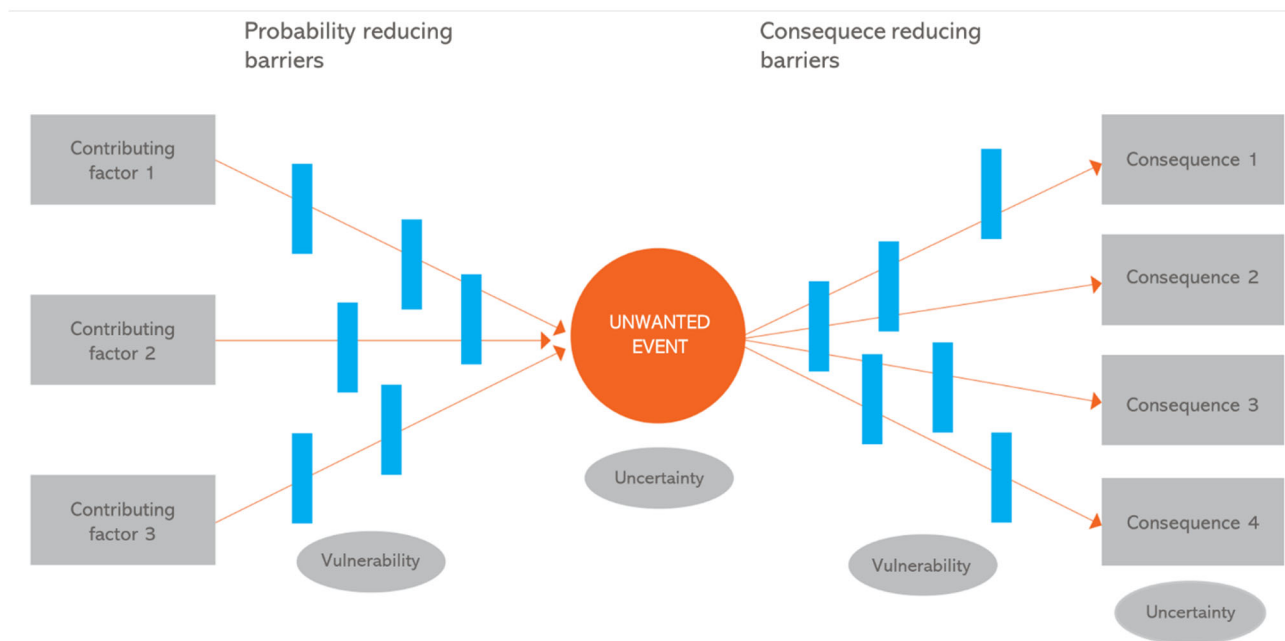 Probability reducing
barriers
Consequece reducing
barriers
Contributing
factor 1
Contributing
factor 2
Contributing
factor 3
UNWANTED
EVENT
Uncertainty
Vulnerability
Vulnerability
Consequence 1
Consequence 2
Consequence 3
Consequence 4
Uncertainty